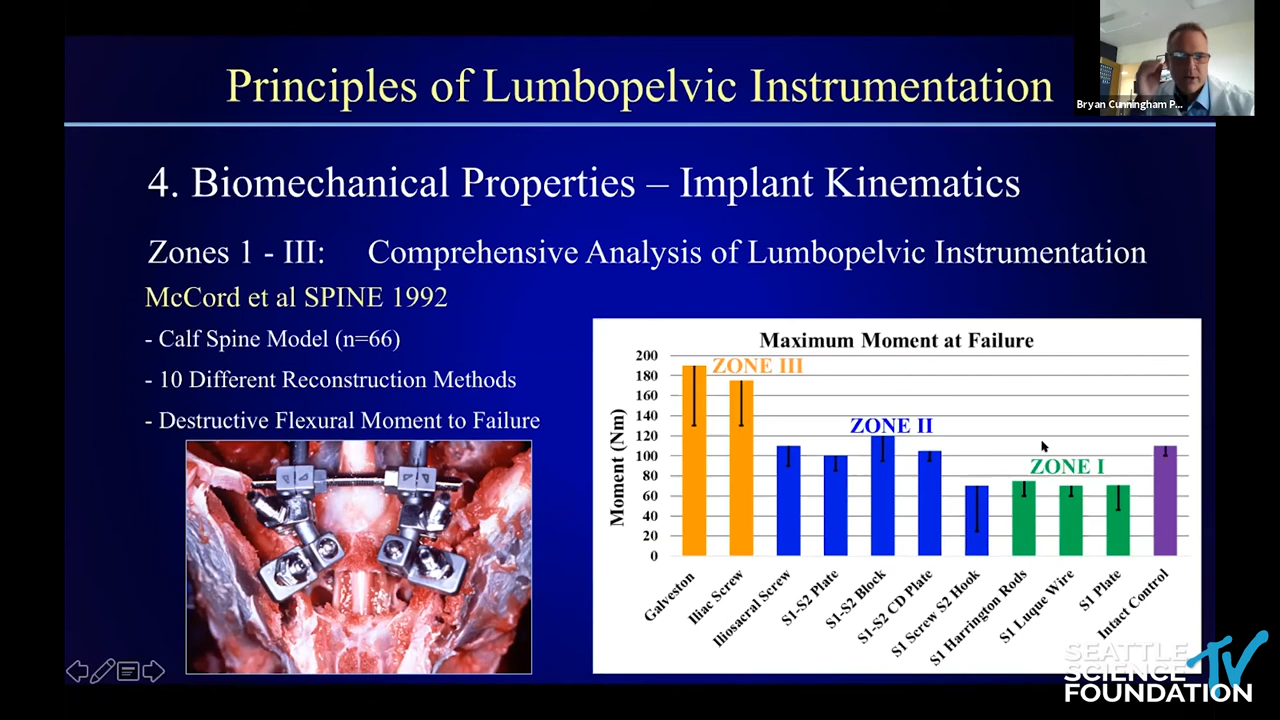 Principles of Lumbopelvic Instrumentation
Bryan Cunningham P...
4. Biomechanical Properties – Implant Kinematics
Zones 1 - III: Comprehensive Analysis of Lumbopelvic Instrumentation
McCord et al SPINE 1992
- Calf Spine Model (n=66)
- 10 Different Reconstruction Methods
- Destructive Flexural Moment to Failure
Maximum Moment at Failure
Moment (Nm)
200
180
160
140
120
100
80
60
40
20
0
ZONE III
ZONE II
ZONE I
Galveston
Iliac Screw
Iliosacral Screw
S1-S2 Plate
S1-S2 Block
S1-S2 CD Plate
S1 Screw S2 Hook
S1 Harrington Rods
S1 Luque Wire
S1 Plate
Intact Control
SEATTLE
SCIENCE
FOUNDATION
TV